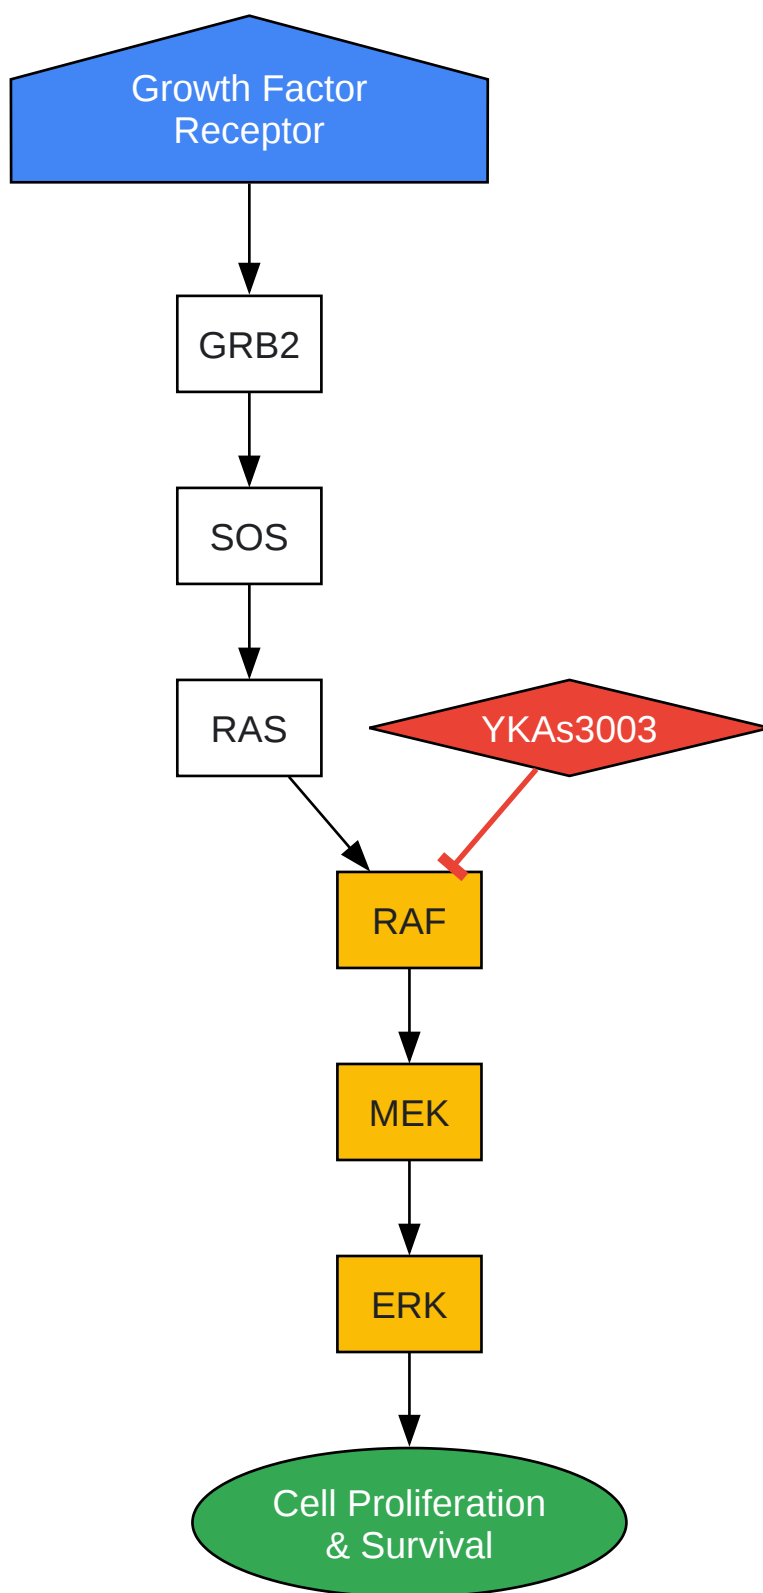 Growth Factor
Receptor
GRB2
SOS
RAS
YKAs3003
RAF
MEK
ERK
Cell Proliferation
& Survival